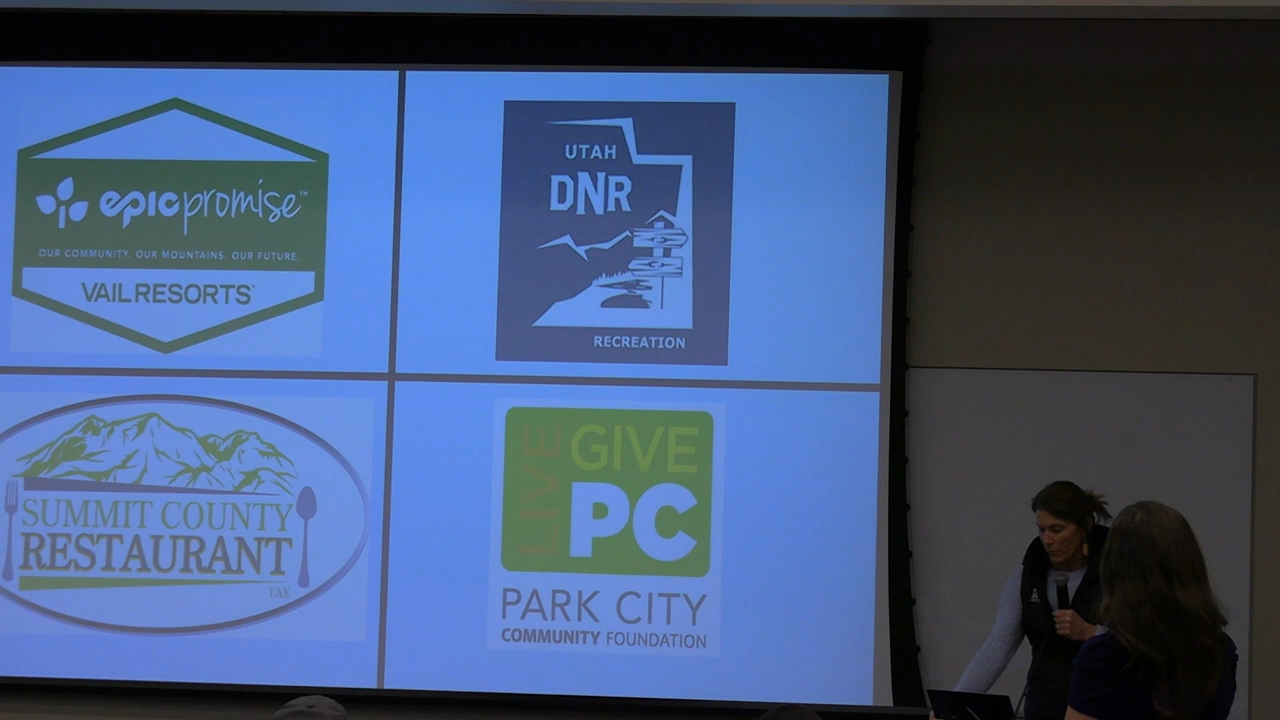 epicpromise™
OUR COMMUNITY. OUR MOUNTAINS. OUR FUTURE.
VAIL RESORTS®
UTAH
DNR
RECREATION
SUMMIT COUNTY
RESTAURANT
TAX
LIVE
GIVE
PC
PARK CITY
COMMUNITY FOUNDATION